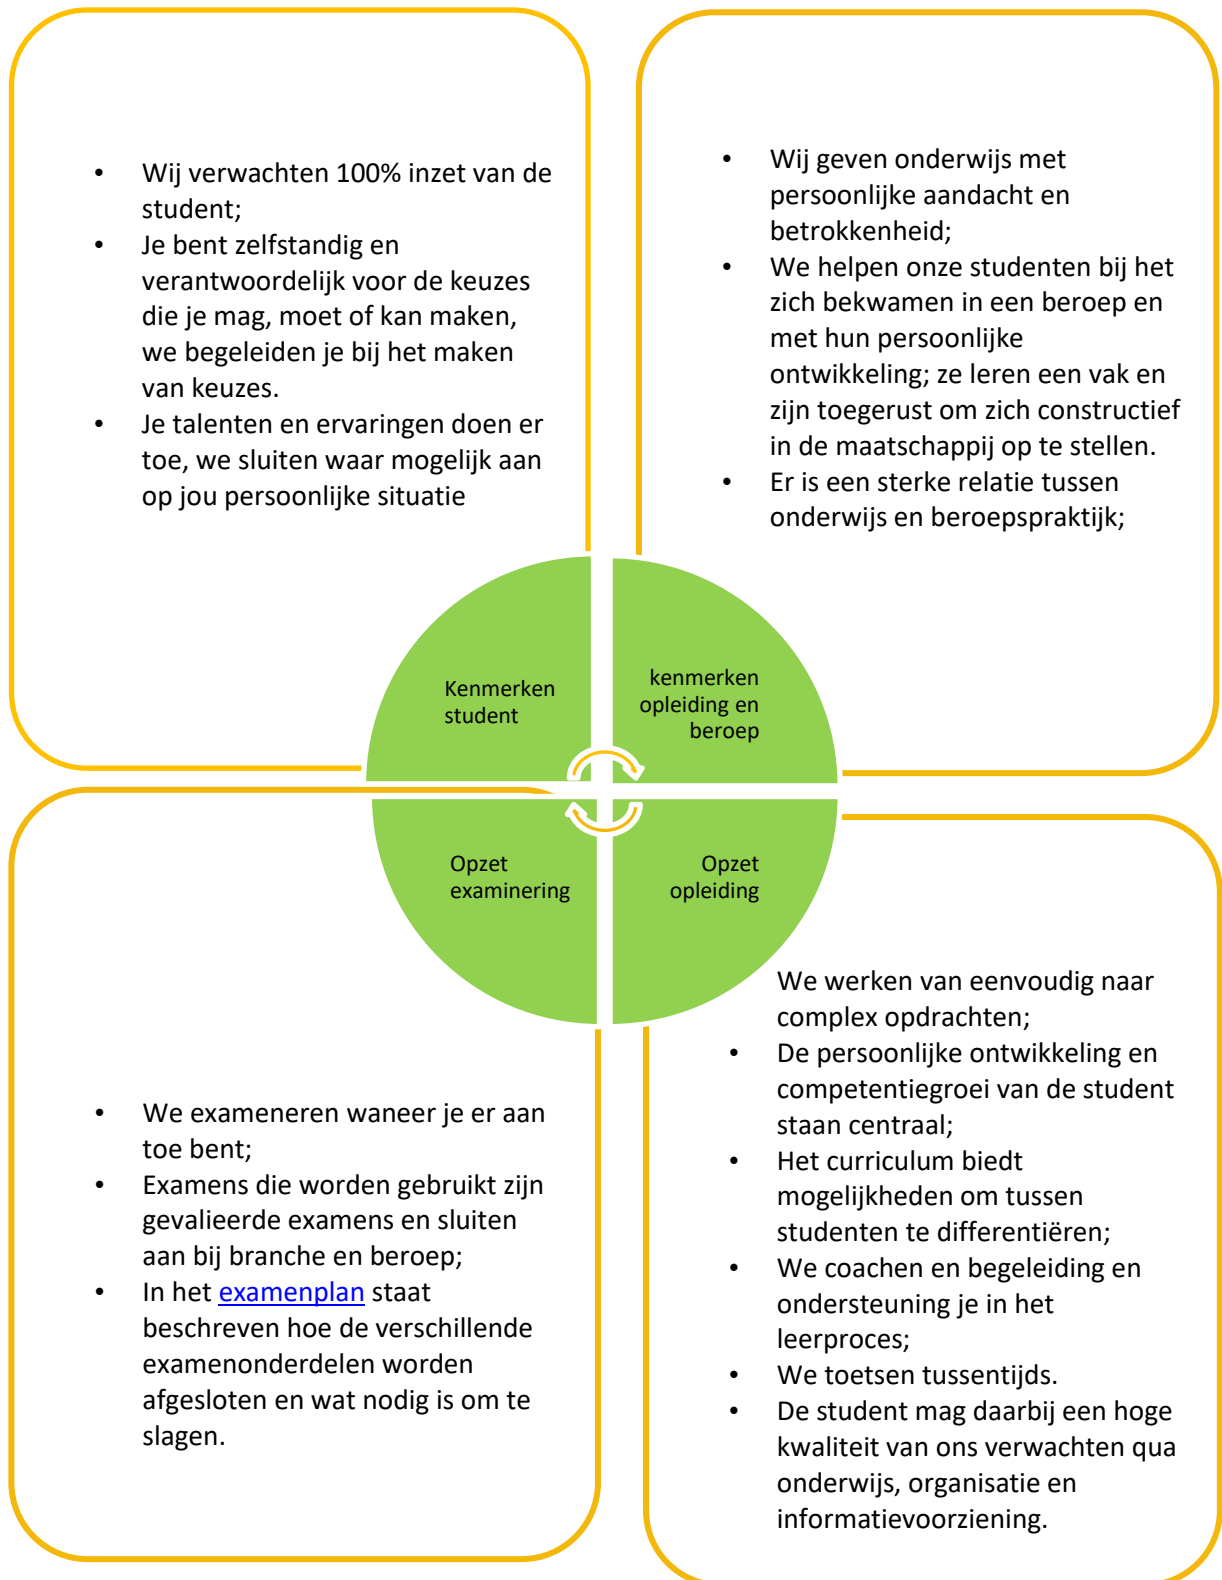 • Wij verwachten 100% inzet van de
student;
• Je bent zelfstandig en
verantwoordelijk voor de keuzes
die je mag, moet of kan maken,
we begeleiden je bij het maken
van keuzes.
• Je talenten en ervaringen doen er
toe, we sluiten waar mogelijk aan
op jou persoonlijke situatie
• Wij geven onderwijs met
persoonlijke aandacht en
betrokkenheid;
• We helpen onze studenten bij het
zich bekwamen in een beroep en
met hun persoonlijke
ontwikkeling; ze leren een vak en
zijn toegerust om zich constructief
in de maatschappij op te stellen.
• Er is een sterke relatie tussen
onderwijs en beroepspraktijk;
Kenmerken
student
kenmerken
opleiding en
beroep
Opzet
examinering
Opzet
opleiding
• We exameneren waneer je er aan
toe bent;
• Examens die worden gebruikt zijn
gevalieerde examens en sluiten
aan bij branche en beroep;
• In het examenplan staat
beschreven hoe de verschillende
examenonderdelen worden
afgesloten en wat nodig is om te
slagen.
We werken van eenvoudig naar
complex opdrachten;
• De persoonlijke ontwikkeling en
competentiegroei van de student
staan centraal;
• Het curriculum biedt
mogelijkheden om tussen
studenten te differentiëren;
• We coachen en begeleiding en
ondersteuning je in het
leerproces;
• We toetsen tussentijds.
• De student mag daarbij een hoge
kwaliteit van ons verwachten qua
onderwijs, organisatie en
informatievoorziening.